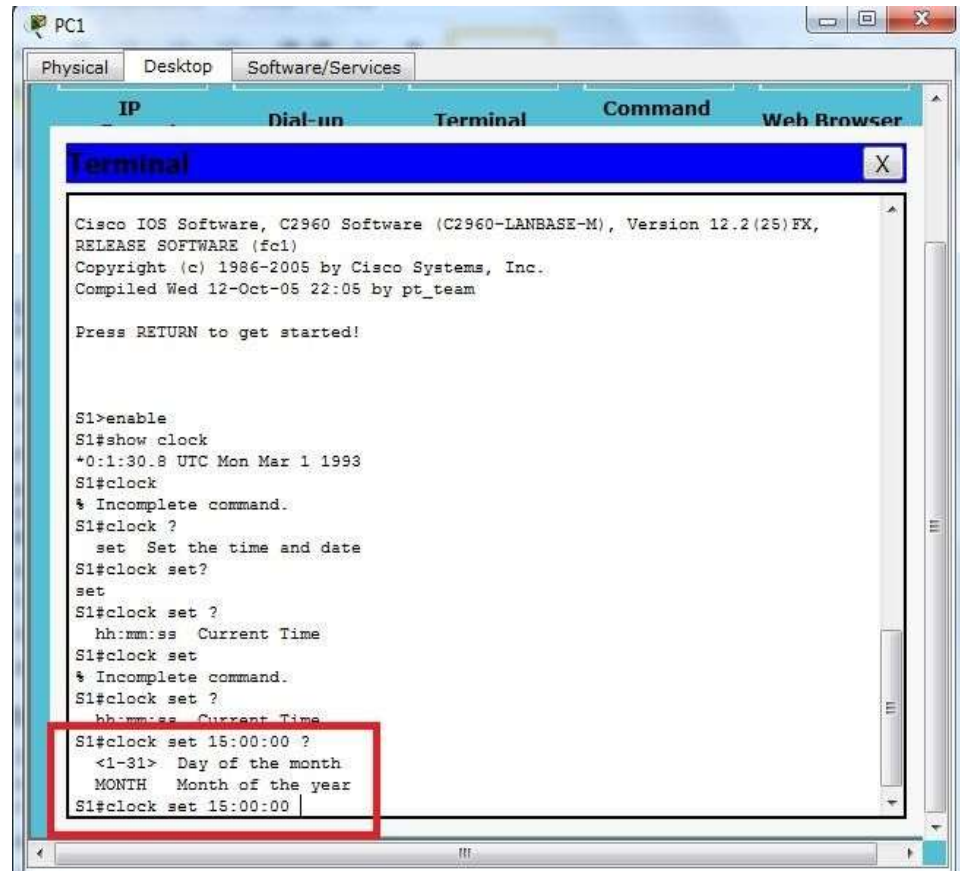 PC1
Physical Desktop Software/Services
IP Dial-up Terminal Command Web Browser
Terminal X
Cisco IOS Software, C2960 Software (C2960-LANBASE-M), Version 12.2(25)FX,
RELEASE SOFTWARE (fc1)
Copyright (c) 1986-2005 by Cisco Systems, Inc.
Compiled Wed 12-Oct-05 22:05 by pt_team
Press RETURN to get started!
S1>enable
S1#show clock
*0:1:30.8 UTC Mon Mar 1 1993
S1#clock
% Incomplete command.
S1#clock ?
set Set the time and date
S1#clock set?
set
S1#clock set ?
hh:mm:ss Current Time
S1#clock set
% Incomplete command.
S1#clock set ?
hh:mm:ss Current Time
S1#clock set 15:00:00 ?
<1-31> Day of the month
MONTH Month of the year
S1#clock set 15:00:00